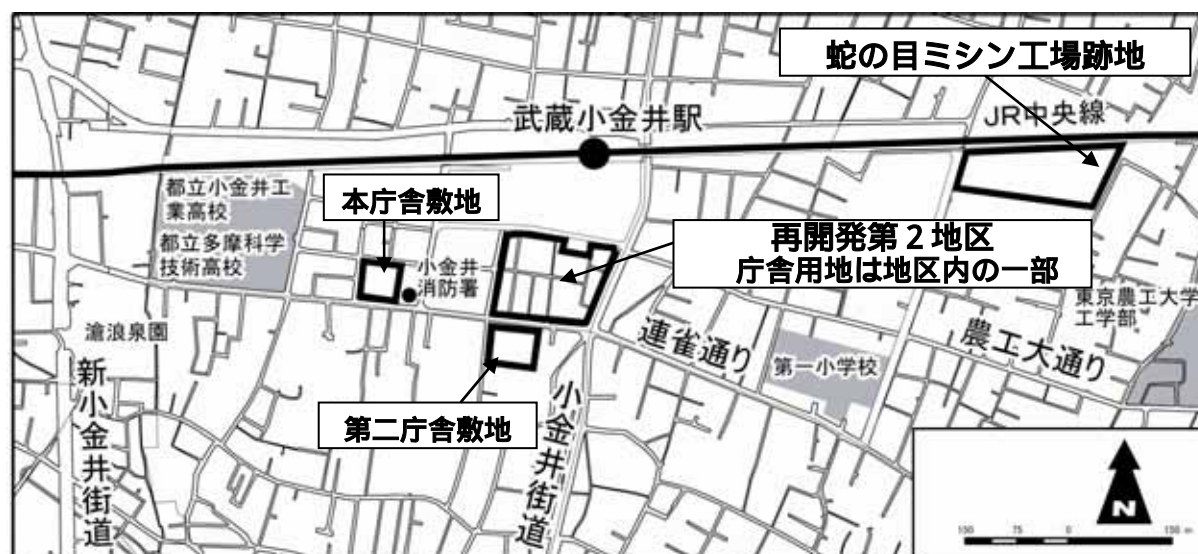 蛇の目ミシン工場跡地
武蔵小金井駅
JR中央線
都立小金井工
業高校
都立多摩科学
技術高校
本庁舎敷地
小金井
消防署
再開発第２地区
庁舎用地は地区内の一部
東京農工大学
工学部
滄浪泉園
連雀通り
農工大通り
第一小学校
新小金井街道
第二庁舎敷地
小金井街道
N
150 75 0 150 m